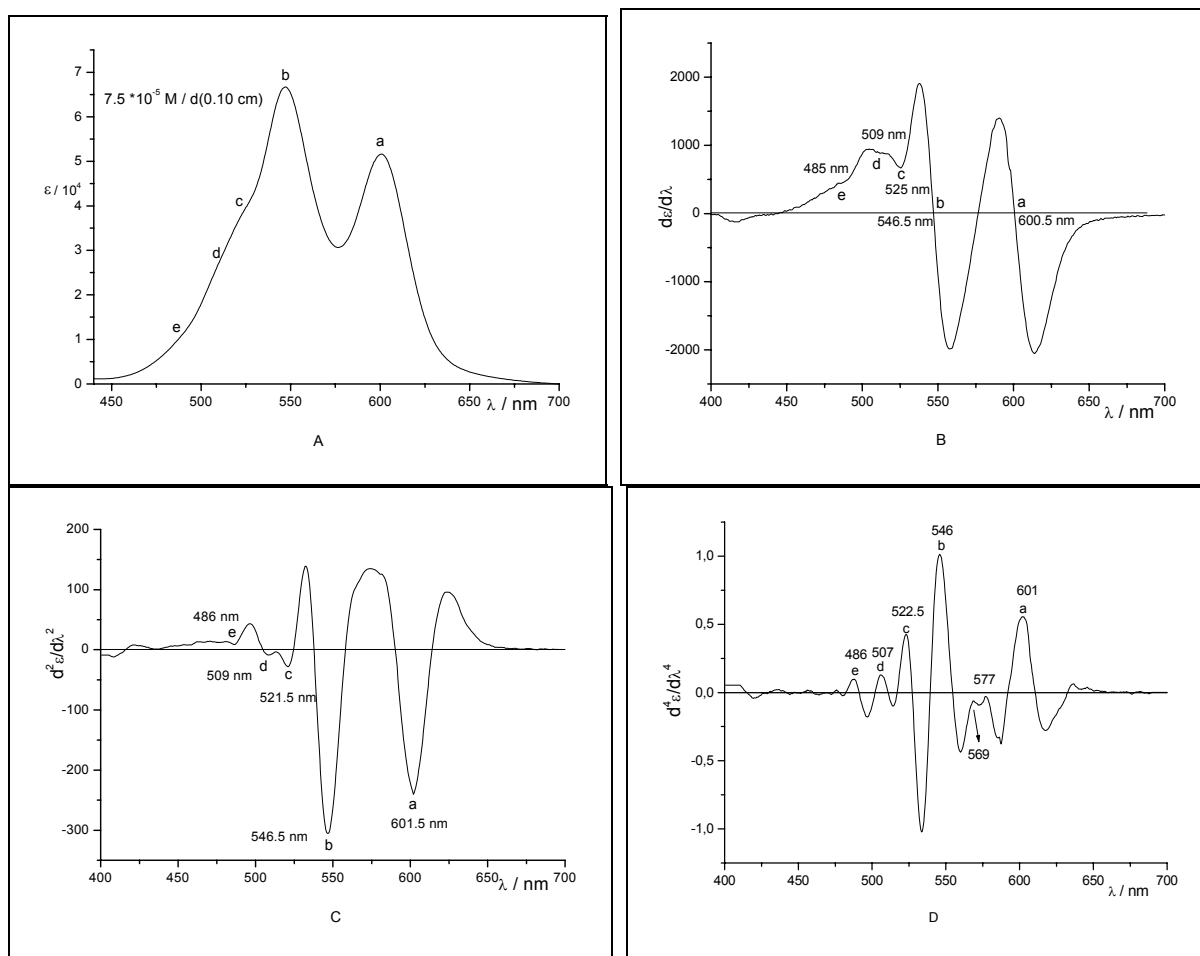 7
6
5
4
3
2
1
0
ε / 10⁴
7.5 *10⁻⁵ M / d(0.10 cm)
b
a
c
d
e
450 500 550 600 650 700
λ / nm
A
2000
1000
0
-1000
-2000
dε/dλ
509 nm
485 nm
d
c
e
525 nm
b
a
546.5 nm
600.5 nm
400 450 500 550 600 650 700
λ / nm
B
200
100
0
-100
-200
-300
d²ε/dλ²
486 nm
e
d
c
509 nm
521.5 nm
a
546.5 nm
601.5 nm
b
400 450 500 550 600 650 700
λ / nm
C
1,0
0,5
0,0
-0,5
-1,0
d⁴ε/dλ⁴
546
b
601
a
522.5
c
486 507
e d
577
569
400 450 500 550 600 650 700
λ / nm
D